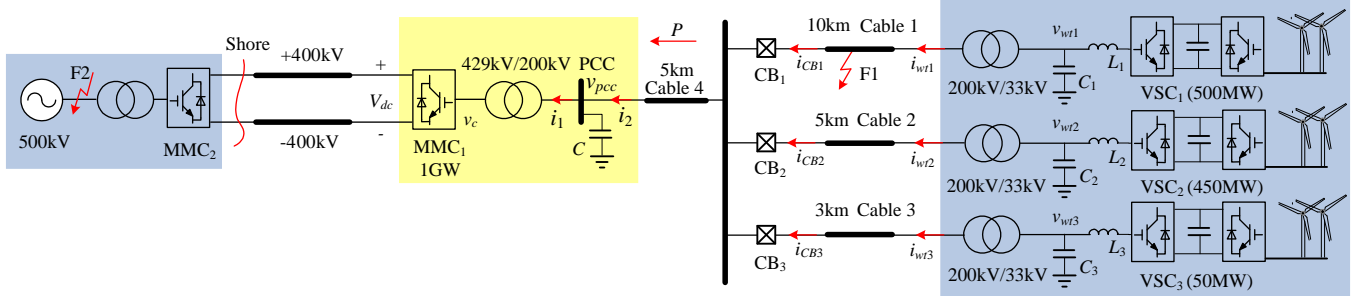 F2
500kV
MMC2
Shore
+400kV
-400kV
+
Vdc
-
429kV/200kV
PCC
vpcc
vc
i1
i2
C
MMC1
1GW
P
5km
Cable 4
10km Cable 1
CB1
iCB1
F1
iwt1
200kV/33kV
vwt1
C1
L1
VSC1 (500MW)
5km Cable 2
CB2
iCB2
iwt2
200kV/33kV
vwt2
C2
L2
VSC2 (450MW)
3km Cable 3
CB3
iCB3
iwt3
200kV/33kV
vwt3
C3
L3
VSC3 (50MW)